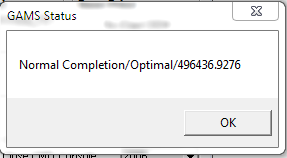 GAMS Status
Normal Completion/Optimal/496436.9276
OK